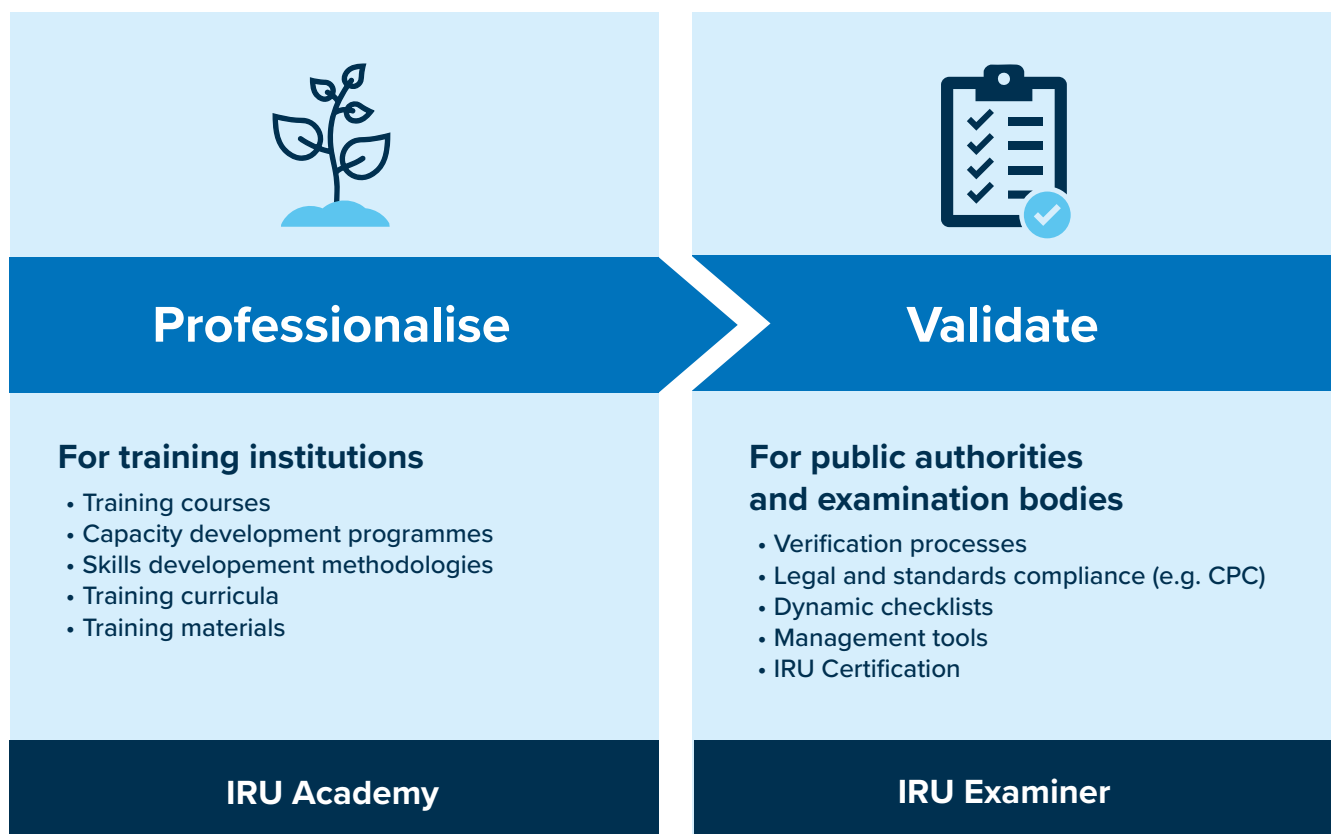 Professionalise
For training institutions
• Training courses
• Capacity development programmes
• Skills developement methodologies
• Training curricula
• Training materials
IRU Academy
Validate
For public authorities
and examination bodies
• Verification processes
• Legal and standards compliance (e.g. CPC)
• Dynamic checklists
• Management tools
• IRU Certification
IRU Examiner